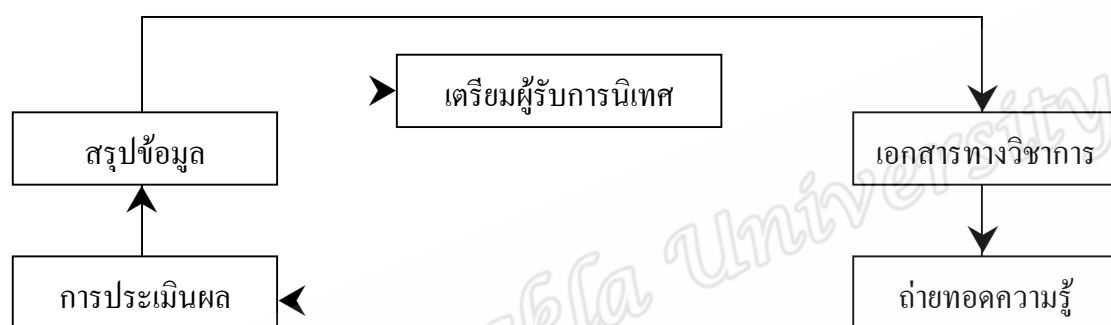 เตรียมผู้รับการนิเทศ
สรุปข้อมูล
เอกสารทางวิชาการ
kla University
การประเมินผล
ถ่ายทอดความรู้